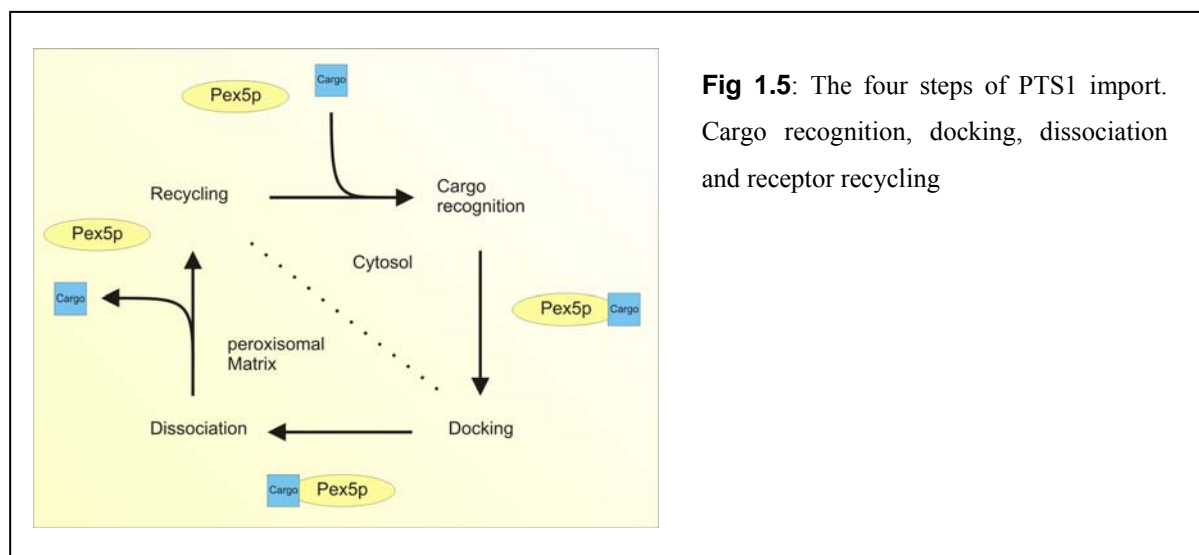 Cargo
Pex5p
Recycling
Cargo
recognition
Pex5p
Cytosol
Cargo
Pex5p
Cargo
peroxisomal
Matrix
Dissociation
Docking
Cargo
Pex5p
Fig 1.5: The four steps of PTS1 import.
Cargo recognition, docking, dissociation
and receptor recycling